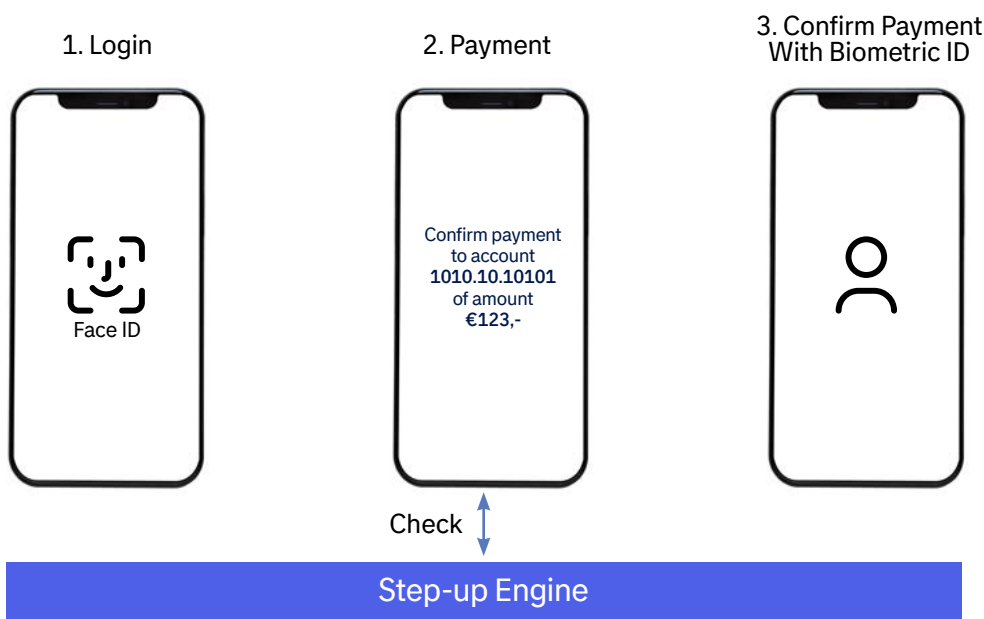 1. Login
2. Payment
3. Confirm Payment
With Biometric ID
Face ID
Confirm payment
to account
1010.10.10101
of amount
€123,-
Check
Step-up Engine